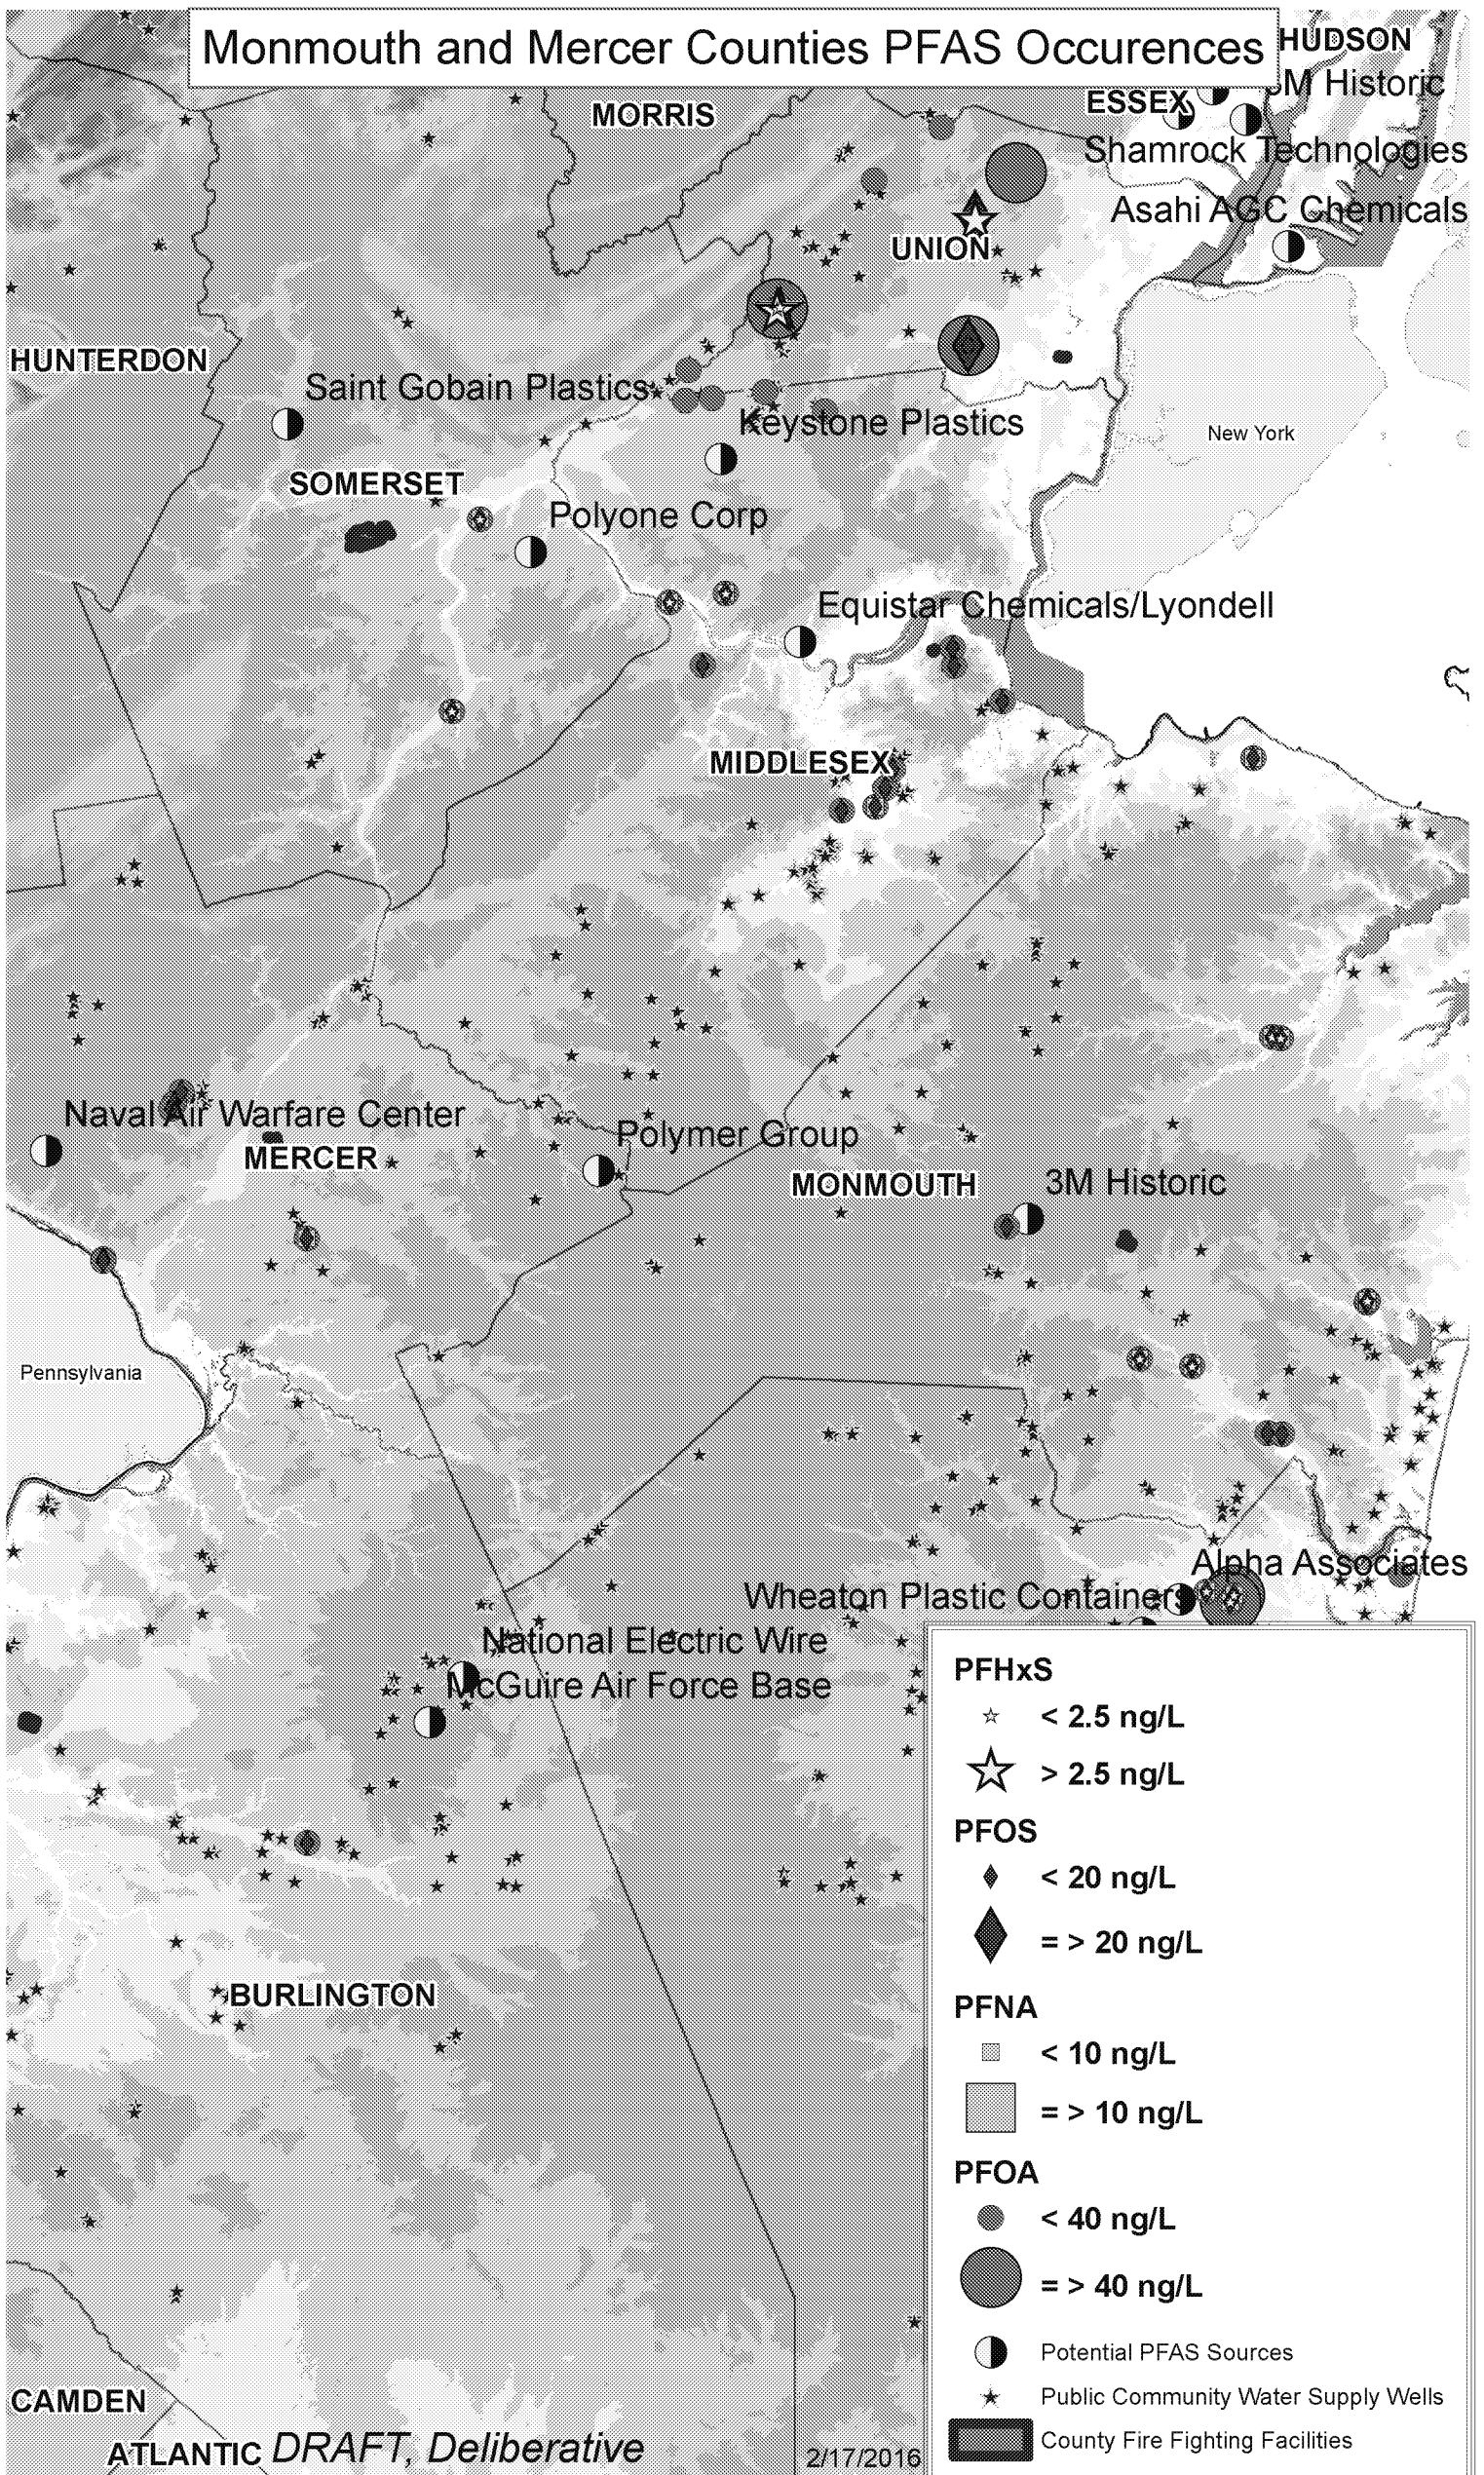 Monmouth and Mercer Counties PFAS Occurences
HUDSON
3M Historic
ESSEX
MORRIS
Shamrock Technologies
Asahi AGC Chemicals
UNION
HUNTERDON
Saint Gobain Plastics
Keystone Plastics
New York
SOMERSET
Polyone Corp
Equistar Chemicals/Lyondell
MIDDLESEX
Naval Air Warfare Center
Polymer Group
MERCER
MONMOUTH
3M Historic
Pennsylvania
Alpha Associates
Wheaton Plastic Containers
National Electric Wire
McGuire Air Force Base
PFHxS
< 2.5 ng/L
> 2.5 ng/L
PFOS
< 20 ng/L
= > 20 ng/L
BURLINGTON
PFNA
< 10 ng/L
= > 10 ng/L
PFOA
< 40 ng/L
= > 40 ng/L
Potential PFAS Sources
Public Community Water Supply Wells
County Fire Fighting Facilities
CAMDEN
ATLANTIC
DRAFT, Deliberative
2/17/2016